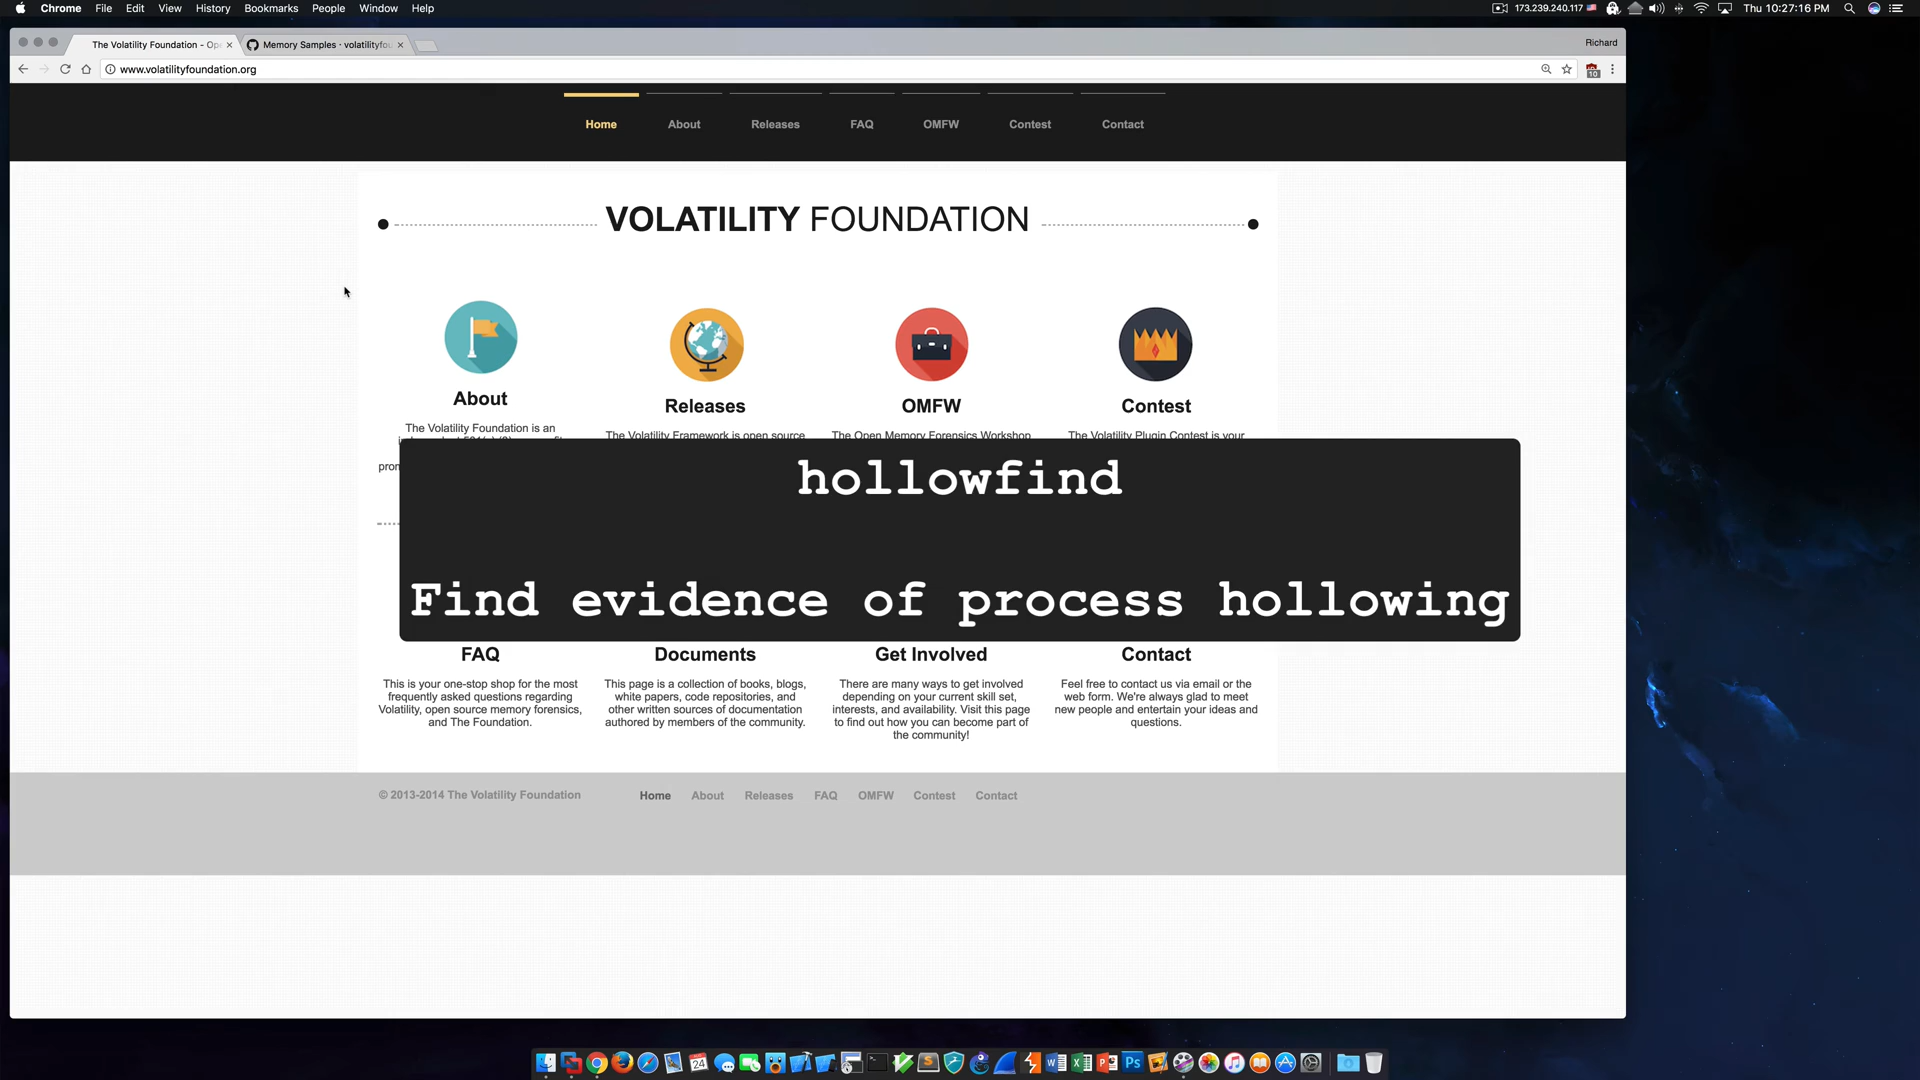 Chrome File Edit View History Bookmarks People Window Help
173.239.240.117
Thu 10:27:16 PM
The Volatility Foundation - Ope
Memory Samples · volatilityfou
Richard
www.volatilityfoundation.org
10
Home About Releases FAQ OMFW Contest Contact
VOLATILITY FOUNDATION
About
Releases
OMFW
Contest
The Volatility Foundation is an
The Volatility Framework is open source
The Open Memory Forensics Workshop
The Volatility Plugin Contest is your
hollowfind
Find evidence of process hollowing
FAQ
This is your one-stop shop for the most
frequently asked questions regarding
Volatility, open source memory forensics,
and The Foundation.
Documents
This page is a collection of books, blogs,
white papers, code repositories, and
other written sources of documentation
authored by members of the community.
Get Involved
There are many ways to get involved
depending on your current skill set,
interests, and availability. Visit this page
to find out how you can become part of
the community!
Contact
Feel free to contact us via email or the
web form. We're always glad to meet
new people and entertain your ideas and
questions.
© 2013-2014 The Volatility Foundation
Home About Releases FAQ OMFW Contest Contact
24
Ps